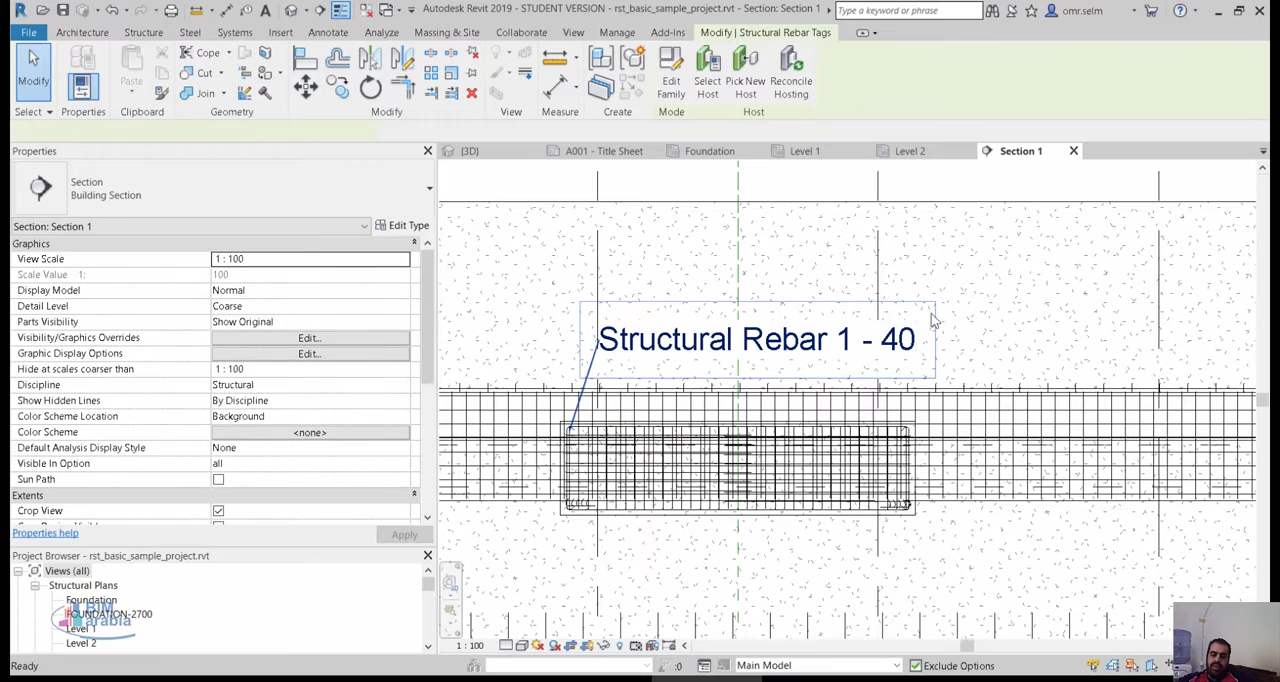 Autodesk Revit 2019 - STUDENT VERSION - rst_basic_sample_project.rvt - Section: Section 1
Type a keyword or phrase
omr.selm
File Architecture Structure Steel Systems Insert Annotate Analyze Massing & Site Collaborate View Manage Add-Ins Modify | Structural Rebar Tags
Modify
Paste
Cope
Cut
Join
Edit Family
Select Host
Pick New Host
Reconcile Hosting
Select Properties Clipboard Geometry Modify View Measure Create Mode Host
Properties
{3D}
A001 - Title Sheet
Foundation
Level 1
Level 2
Section 1
Section
Building Section
Section: Section 1
Edit Type
Graphics
View Scale 1 : 100
Scale Value 1: 100
Display Model Normal
Detail Level Coarse
Parts Visibility Show Original
Visibility/Graphics Overrides Edit...
Graphic Display Options Edit...
Hide at scales coarser than 1 : 100
Discipline Structural
Show Hidden Lines By Discipline
Color Scheme Location Background
Color Scheme <none>
Default Analysis Display Style None
Visible In Option all
Sun Path
Extents
Crop View
Properties help
Apply
Structural Rebar 1 - 40
Project Browser - rst_basic_sample_project.rvt
Views (all)
Structural Plans
Foundation
FOUNDATION-2700
Level 1
Level 2
BIM
arabia
1 : 100
Ready
:0
Main Model
Exclude Options